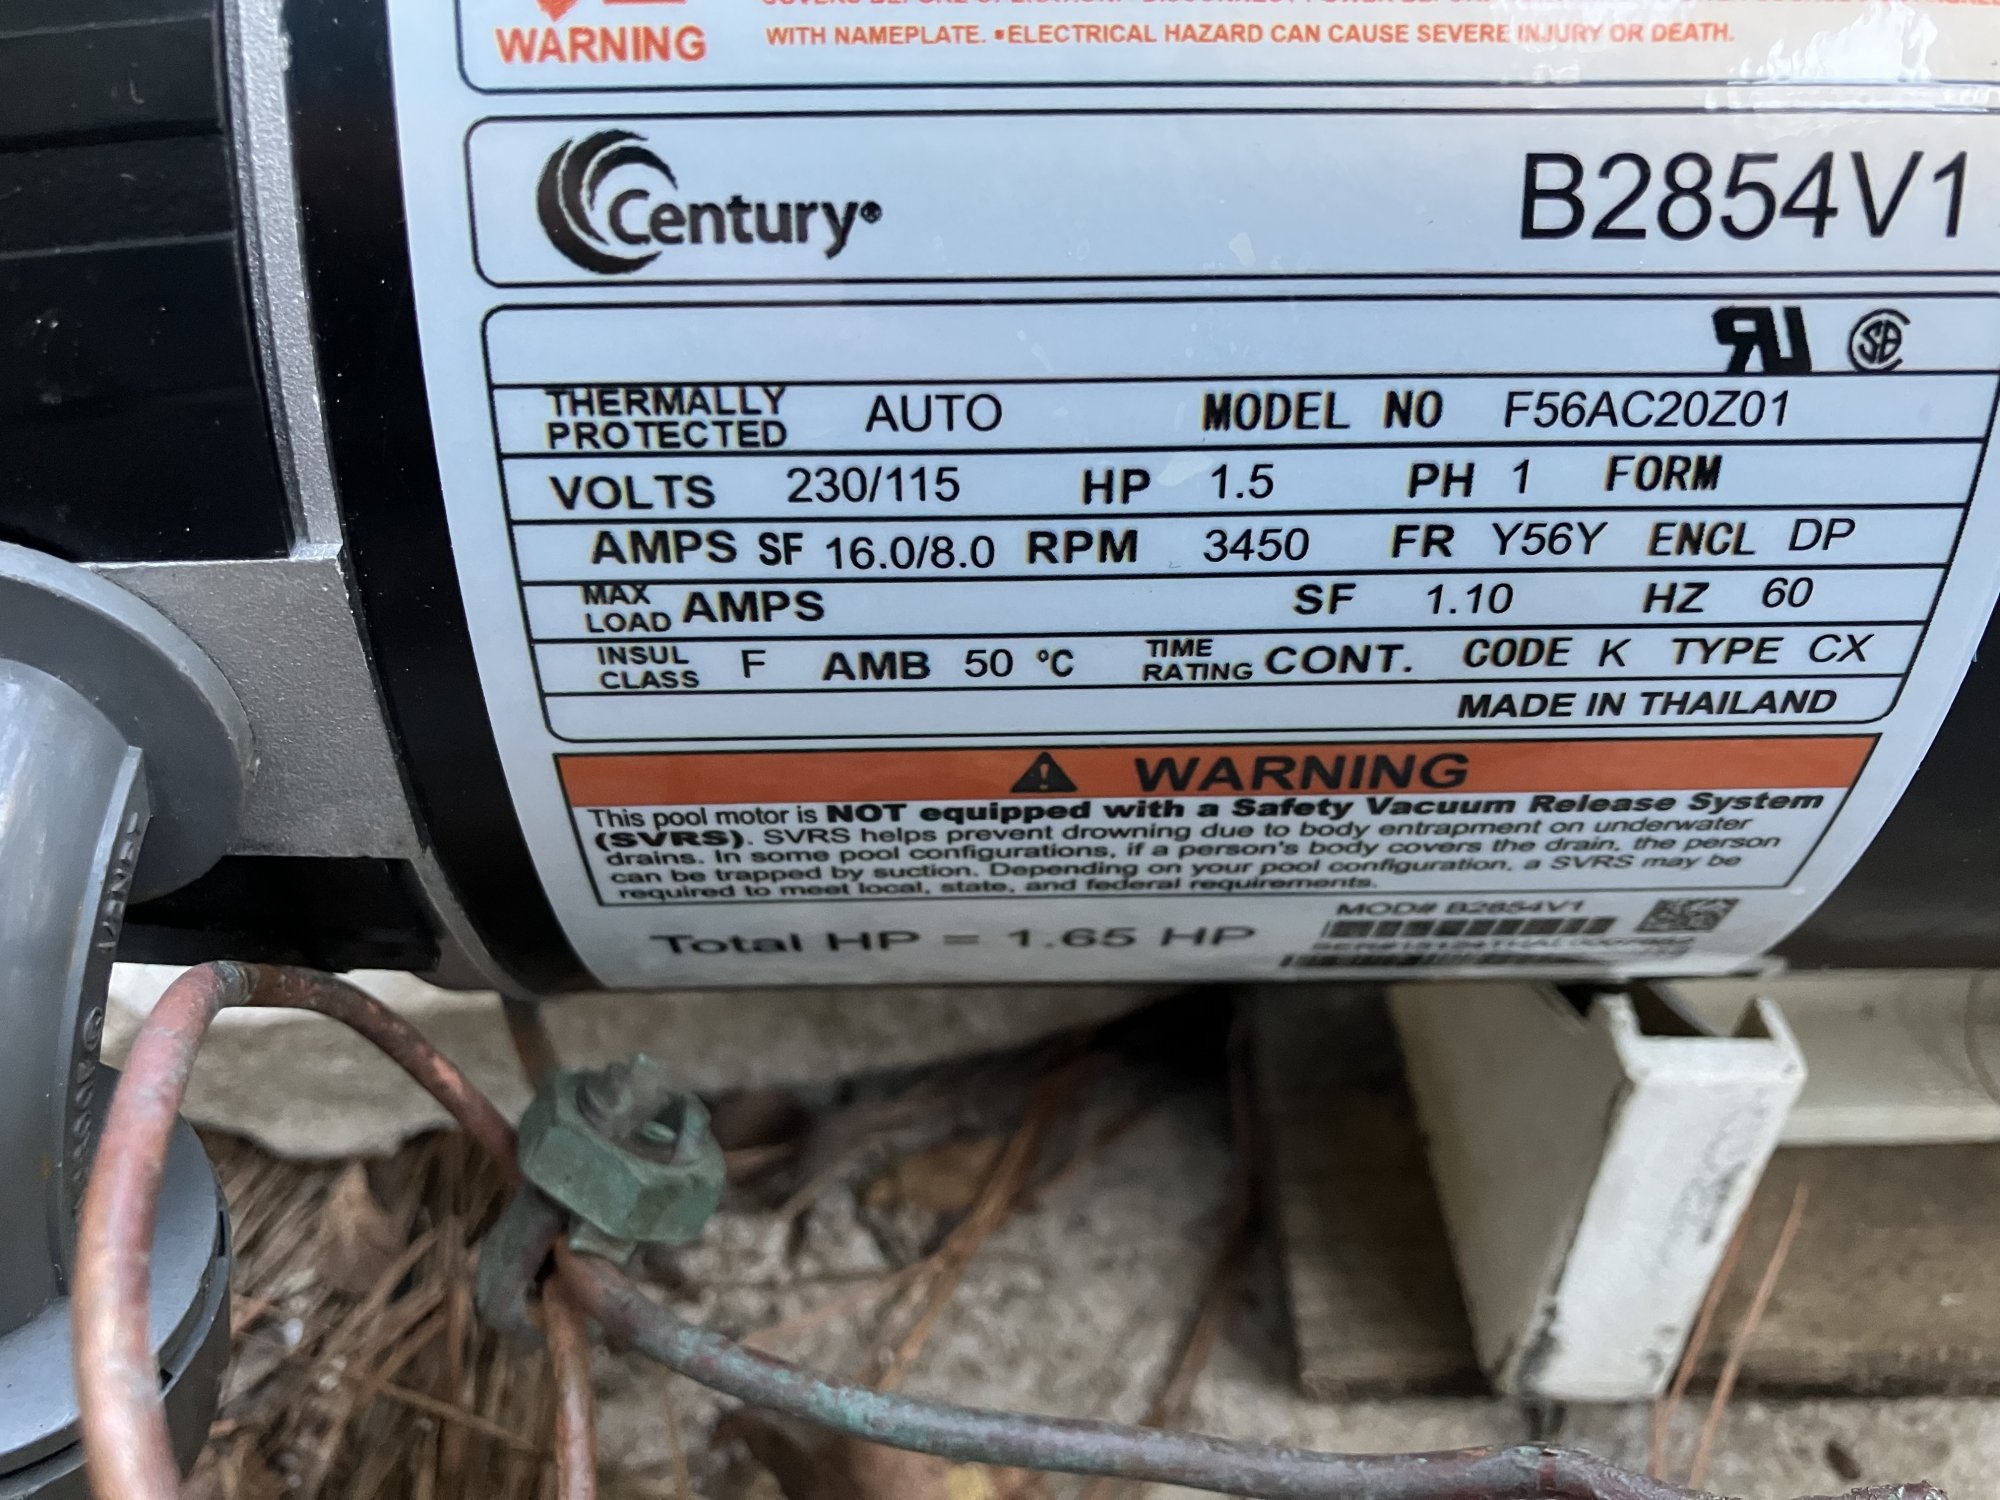 WARNING
WITH NAMEPLATE. ▪ELECTRICAL HAZARD CAN CAUSE SEVERE INJURY OR DEATH.
Century®
B2854V1
THERMALLY PROTECTED AUTO MODEL NO F56AC20Z01
VOLTS 230/115 HP 1.5 PH 1 FORM
AMPS SF 16.0/8.0 RPM 3450 FR Y56Y ENCL DP
MAX LOAD AMPS SF 1.10 HZ 60
INSUL CLASS F AMB 50 °C TIME RATING CONT. CODE K TYPE CX
MADE IN THAILAND
WARNING
This pool motor is NOT equipped with a Safety Vacuum Release System
(SVRS). SVRS helps prevent drowning due to body entrapment on underwater
drains. In some pool configurations, if a person's body covers the drain, the person
can be trapped by suction. Depending on your pool configuration, a SVRS may be
required to meet local, state, and federal requirements.
MOD# B2854V1
Total HP = 1.65 HP